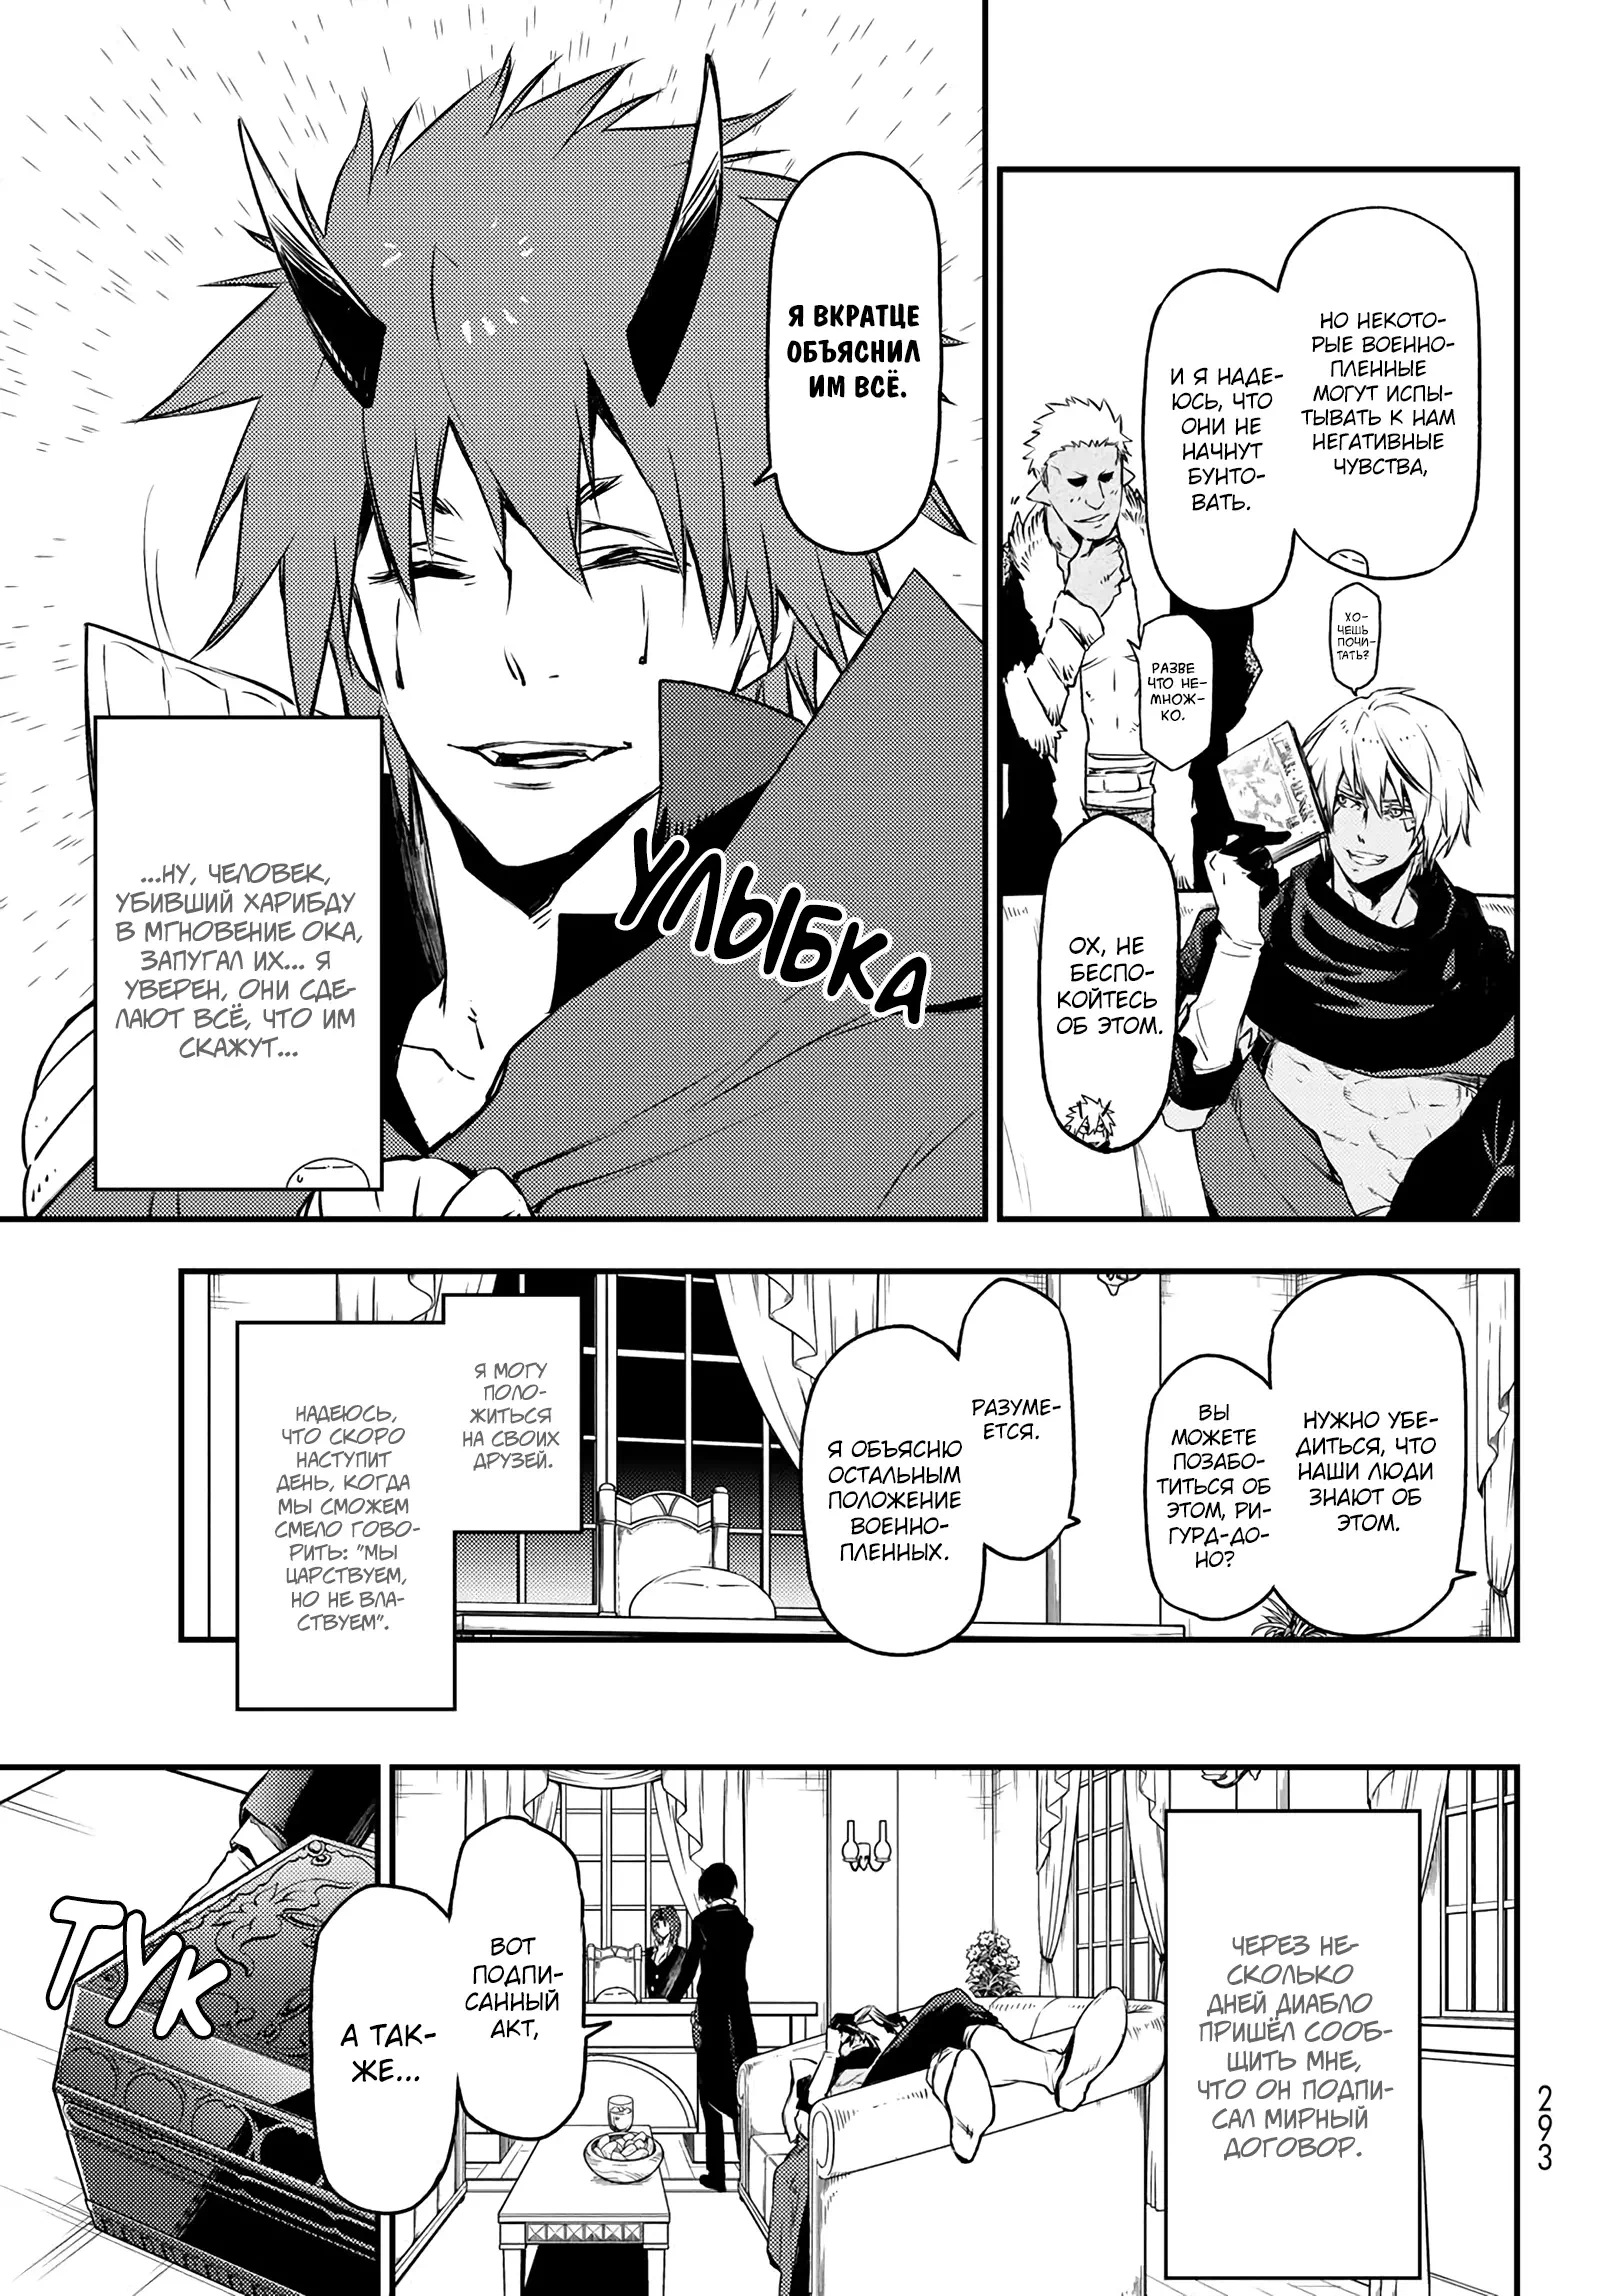 НО НЕКОТО-
РЫЕ ВОЕННО-
ПЛЕННЫЕ
МОГУТ ИСПЫ-
ТЫВАТЬ К НАМ
НЕГАТИВНЫЕ
ЧУВСТВА,
И Я НАДЕ-
ЮСЬ, ЧТО
ОНИ НЕ
НАЧНУТ
БУНТО-
ВАТЬ.
ХО-
ЧЕШЬ
ПОЧИ-
ТАТЬ?
РАЗВЕ
ЧТО НЕ-
МНОЖ-
КО.
ОХ, НЕ
БЕСПО-
КОЙТЕСЬ
ОБ ЭТОМ.
Я ВКРАТЦЕ
ОБЪЯСНИЛ
ИМ ВСЁ.
УЛЫБКА
...НУ, ЧЕЛОВЕК,
УБИВШИЙ ХАРИБДУ
В МГНОВЕНИЕ ОКА,
ЗАПУГАЛ ИХ... Я
УВЕРЕН, ОНИ СДЕ-
ЛАЮТ ВСЁ, ЧТО ИМ
СКАЖУТ...
НУЖНО УБЕ-
ДИТЬСЯ, ЧТО
НАШИ ЛЮДИ
ЗНАЮТ ОБ
ЭТОМ.
ВЫ
МОЖЕТЕ
ПОЗАБО-
ТИТЬСЯ ОБ
ЭТОМ, РИ-
ГУРД-ДО-
НО?
РАЗУМЕ-
ЕТСЯ.
Я ОБЪЯСНЮ
ОСТАЛЬНЫМ
ПОЛОЖЕНИЕ
ВОЕННО-
ПЛЕННЫХ.
Я МОГУ
ПОЛО-
ЖИТЬСЯ
НА СВОИХ
ДРУЗЕЙ.
НАДЕЮСЬ,
ЧТО СКОРО
НАСТУПИТ
ДЕНЬ, КОГДА
МЫ СМОЖЕМ
СМЕЛО ГОВО-
РИТЬ: "МЫ
ЦАРСТВУЕМ,
НО НЕ ВЛА-
СТВУЕМ".
ЧЕРЕЗ НЕ-
СКОЛЬКО
ДНЕЙ ДИАБЛО
ПРИШЁЛ СООБ-
ЩИТЬ МНЕ,
ЧТО ОН ПОДПИ-
САЛ МИРНЫЙ
ДОГОВОР.
ВОТ
ПОДПИ-
САННЫЙ
АКТ,
А ТАК-
ЖЕ...
ТУК
293